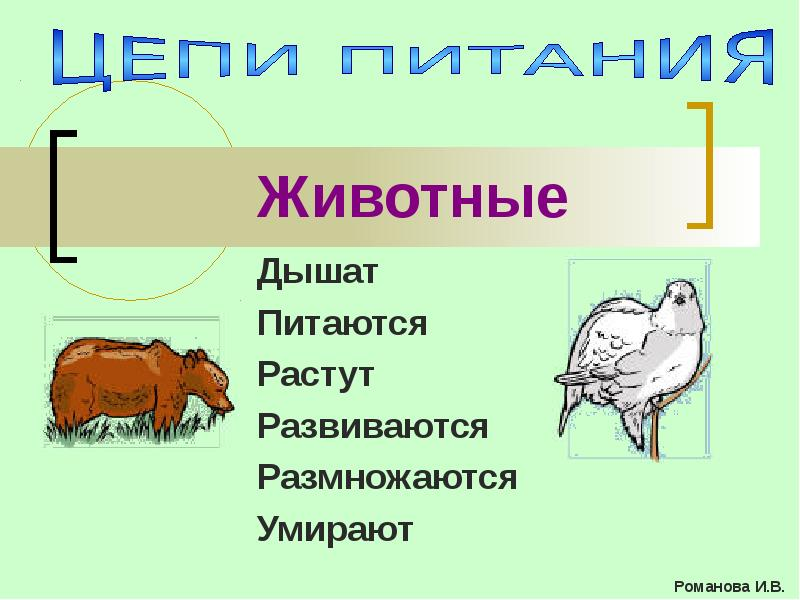 ЦЕПИ ПИТАНИЯ
Животные
Дышат
Питаются
Растут
Развиваются
Размножаются
Умирают
Романова И.В.